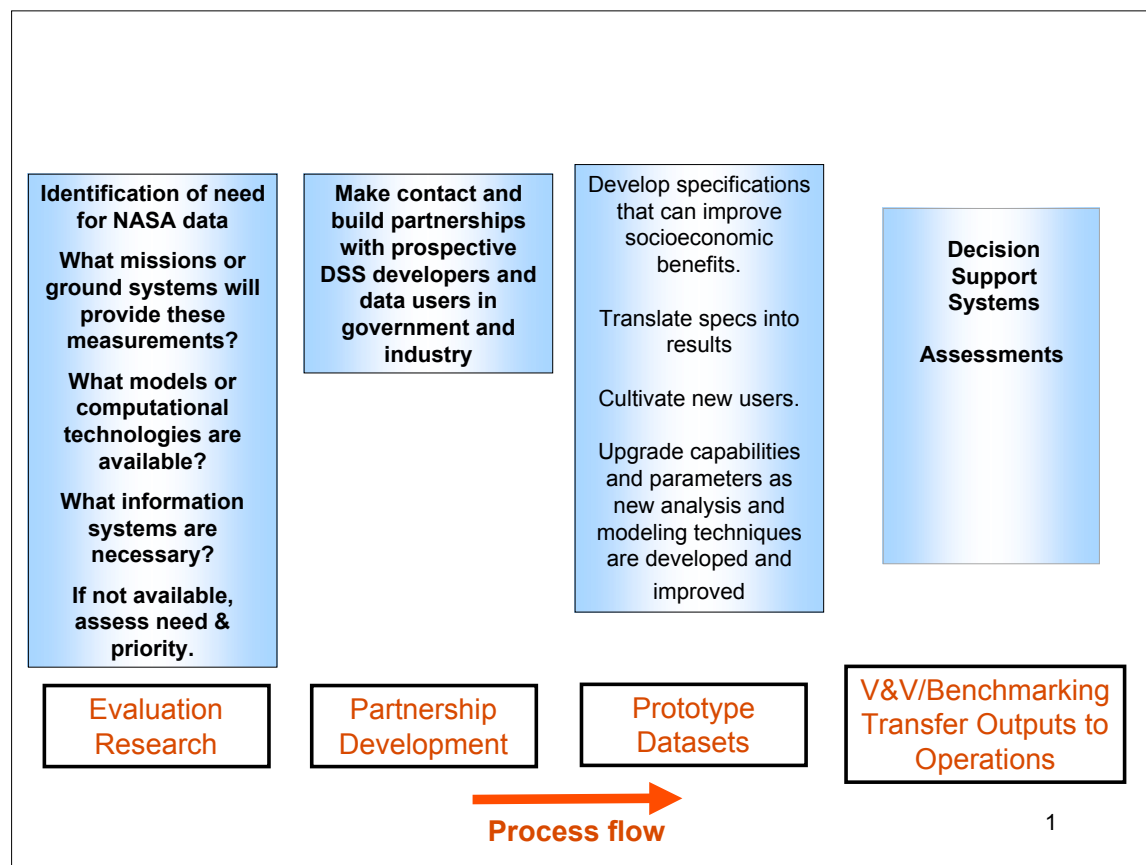 Identification of need
for NASA data
What missions or
ground systems will
provide these
measurements?
What models or
computational
technologies are
available?
What information
systems are
necessary?
If not available,
assess need &
priority.
Make contact and
build partnerships
with prospective
DSS developers and
data users in
government and
industry
Develop specifications
that can improve
socioeconomic
benefits.
Translate specs into
results
Cultivate new users.
Upgrade capabilities
and parameters as
new analysis and
modeling techniques
are developed and
improved
Decision
Support
Systems
Assessments
Evaluation
Research
Partnership
Development
Prototype
Datasets
V&V/Benchmarking
Transfer Outputs to
Operations
Process flow
1